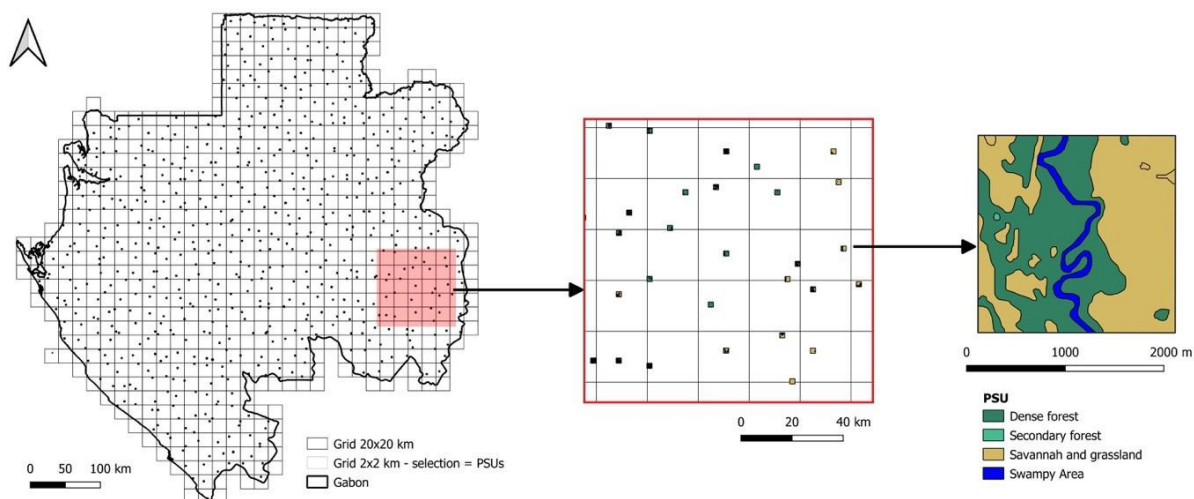 Grid 20x20 km
Grid 2x2 km - selection = PSUs
Gabon
0 50 100 km
0 20 40 km
0 1000 2000 m
PSU
Dense forest
Secondary forest
Savannah and grassland
Swampy Area